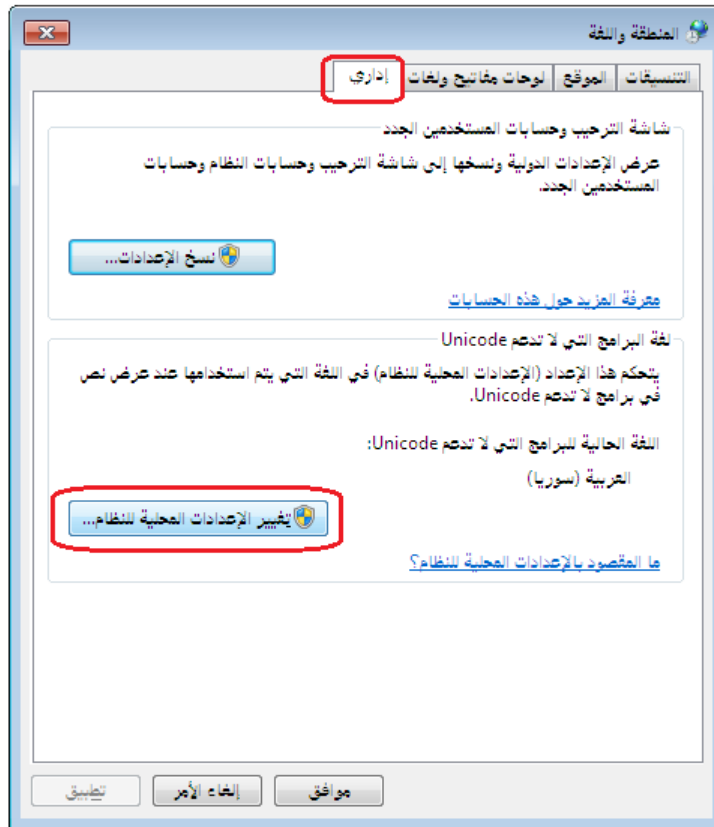 المنطقة واللغة
التنسيقات الموقع لوحات مفاتيح ولغات إداري
شاشة الترحيب وحسابات المستخدمين الجدد
عرض الإعدادات الدولية ونسخها إلى شاشة الترحيب وحسابات النظام وحسابات
المستخدمين الجدد.
نسخ الإعدادات...
معرفة المزيد حول هذه الحسابات
لغة البرامج التي لا تدعم Unicode
يتحكم هذا الإعداد (الإعدادات المحلية للنظام) في اللغة التي يتم استخدامها عند عرض نص
في برامج لا تدعم Unicode.
اللغة الحالية للبرامج التي لا تدعم Unicode:
العربية (سوريا)
تغيير الإعدادات المحلية للنظام...
ما المقصود بالإعدادات المحلية للنظام؟
موافق إلغاء الأمر تطبيق